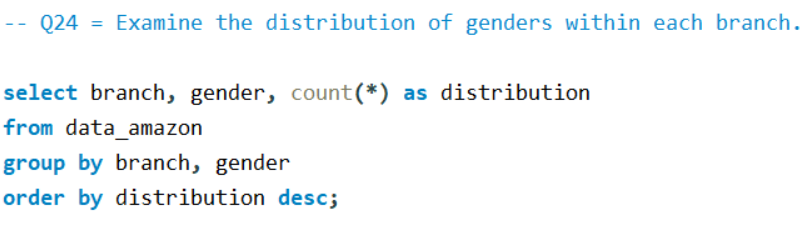 -- Q24 = Examine the distribution of genders within each branch.
select branch, gender, count(*) as distribution
from data_amazon
group by branch, gender
order by distribution desc;